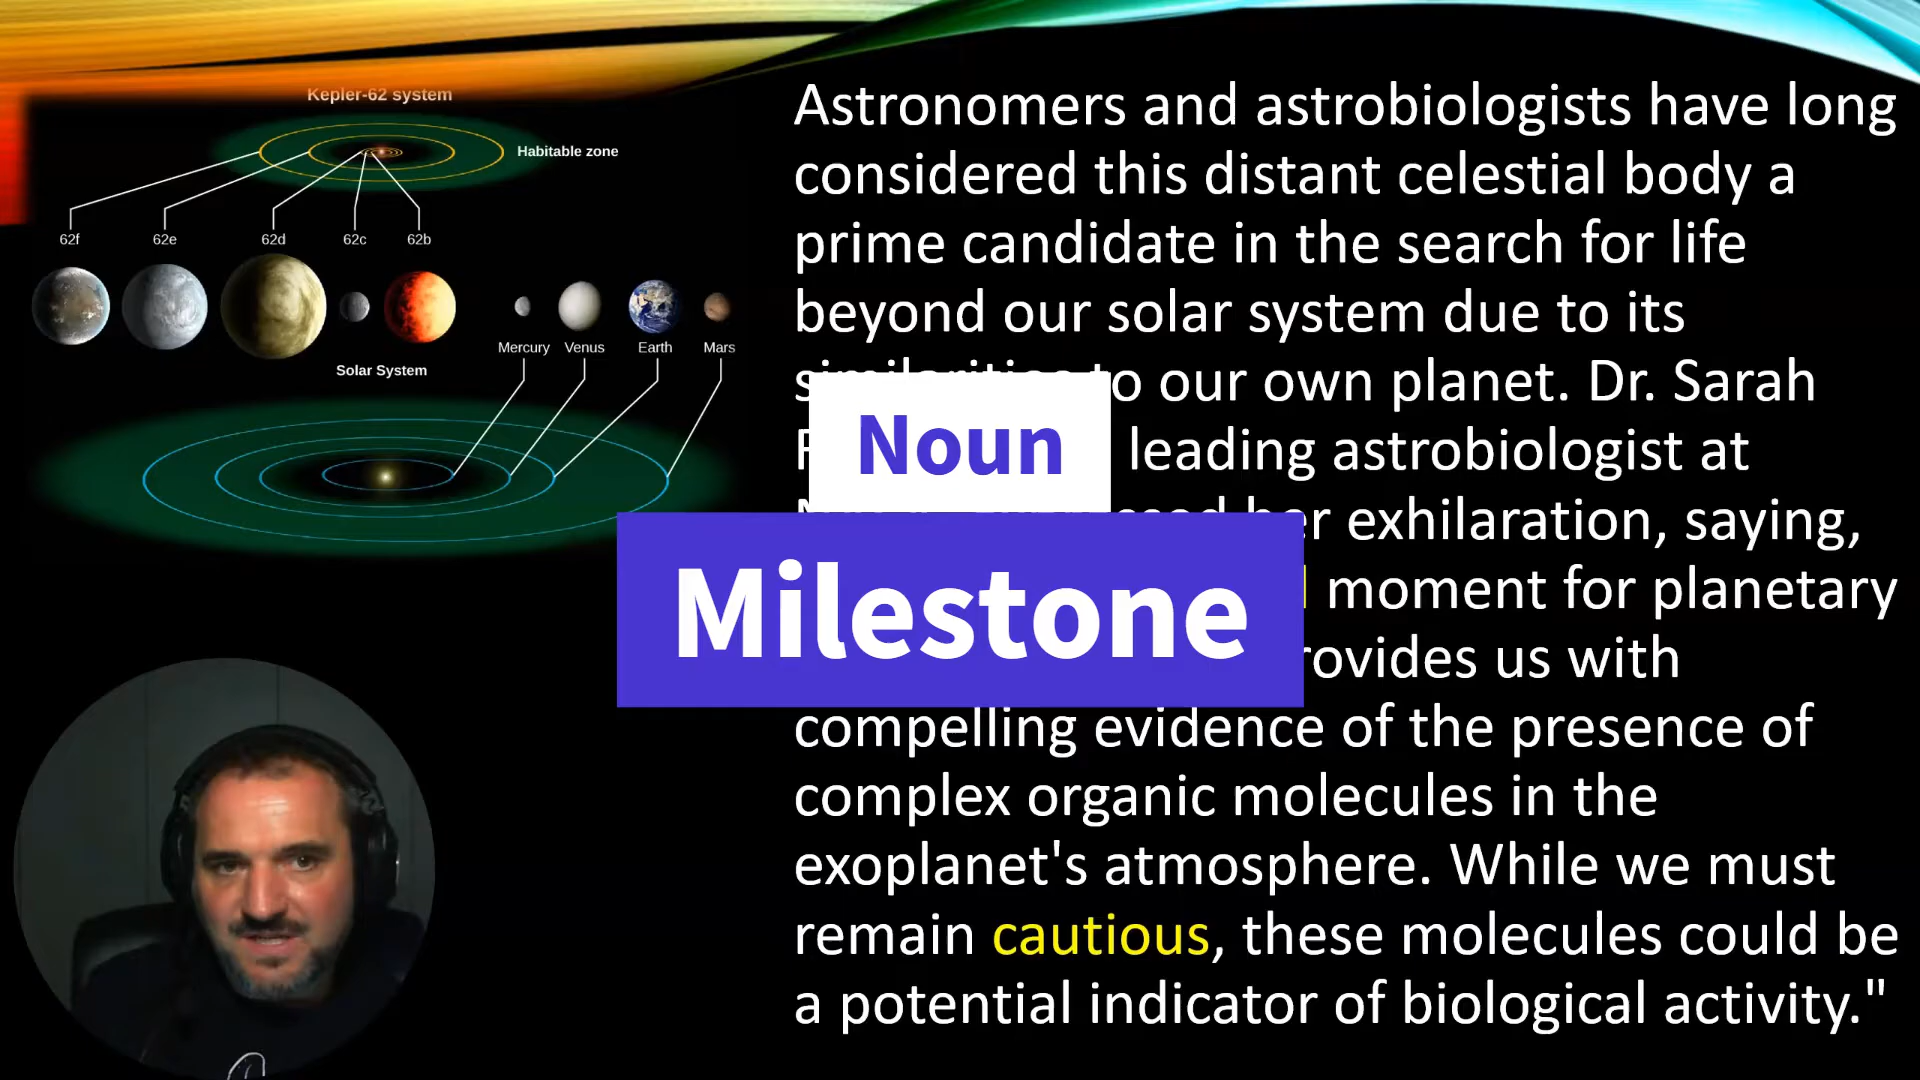 Kepler-62 system
Habitable zone
62f 62e 62d 62c 62b
Mercury Venus Earth Mars
Solar System
Astronomers and astrobiologists have long
considered this distant celestial body a
prime candidate in the search for life
beyond our solar system due to its
to our own planet. Dr. Sarah
leading astrobiologist at
her exhilaration, saying,
moment for planetary
us with
compelling evidence of the presence of
complex organic molecules in the
exoplanet's atmosphere. While we must
remain cautious, these molecules could be
a potential indicator of biological activity."
Noun
Milestone